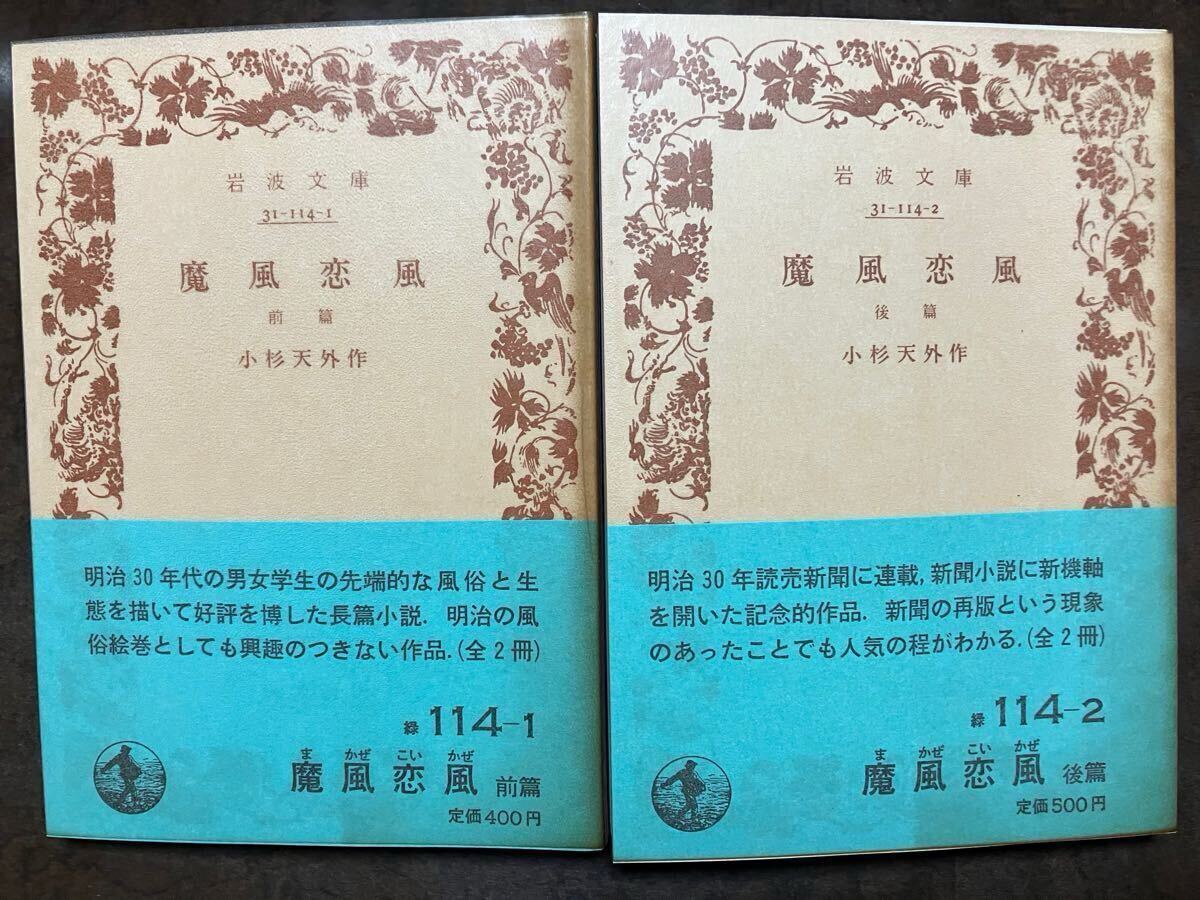 岩波文庫
31-114-1
魔風恋風
前篇
小杉天外作
明治30年代の男女学生の先端的な風俗と生
態を描いて好評を博した長篇小説. 明治の風
俗絵巻としても興趣のつきない作品.(全2冊)
緑 114-1
ま かぜ こい かぜ
魔風恋風 前篇
定価400円
岩波文庫
31-114-2
魔風恋風
後篇
小杉天外作
明治30年読売新聞に連載,新聞小説に新機軸
を開いた記念的作品. 新聞の再版という現象
のあったことでも人気の程がわかる.(全2冊)
緑 114-2
ま かぜ こい かぜ
魔風恋風 後篇
定価500円